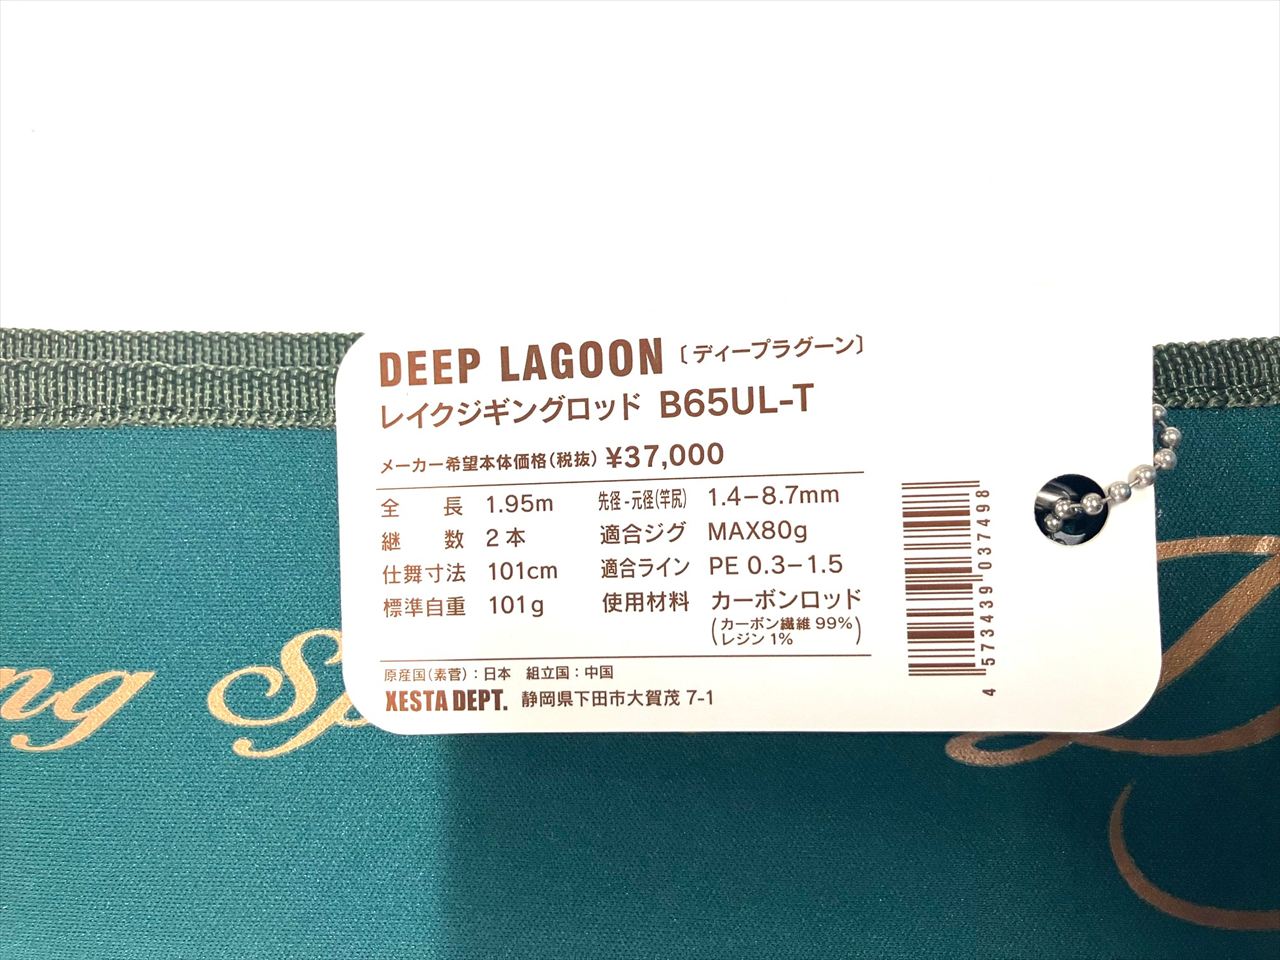 DEEP LAGOON〔ディープラグーン〕
レイクジギングロッド B65UL-T
メーカー希望本体価格(税抜) ¥37,000
全長 1.95m 先径-元径(竿尻) 1.4−8.7mm
継数 2本 適合ジグ MAX80g
仕舞寸法 101cm 適合ライン PE 0.3−1.5
標準自重 101g 使用材料 カーボンロッド
(カーボン繊維 99%
レジン 1%)
原産国(素菅):日本 組立国:中国
XESTA DEPT. 静岡県下田市大賀茂 7-1
4 573439 037498
ng Sp